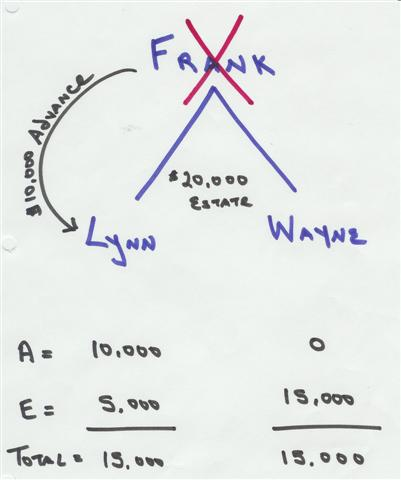 FRANK
$10,000 ADVANCE
$20,000
ESTATE
LYNN WAYNE
A = 10,000 0
E = 5,000 15,000
TOTAL = 15,000 15,000